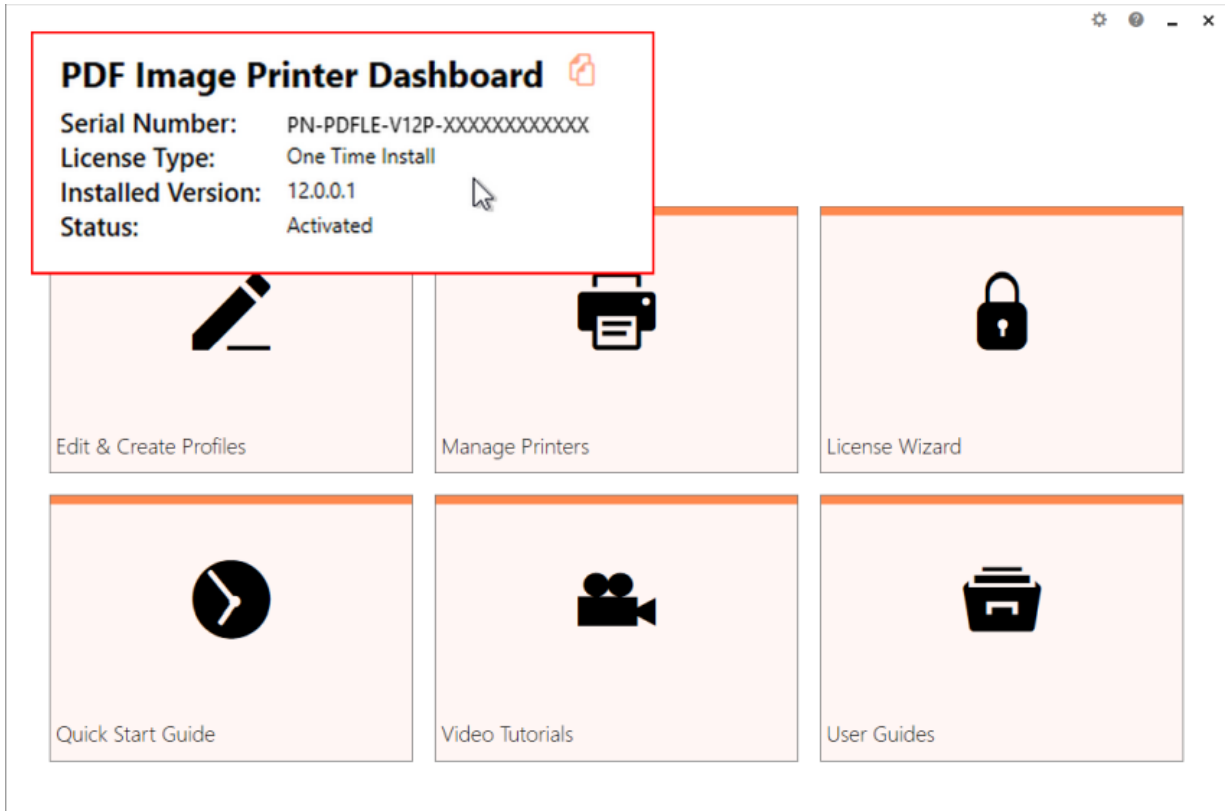 PDF Image Printer Dashboard
Serial Number: PN-PDFLE-V12P-XXXXXXXXXXXX
License Type: One Time Install
Installed Version: 12.0.0.1
Status: Activated
Edit & Create Profiles
Manage Printers
License Wizard
Quick Start Guide
Video Tutorials
User Guides